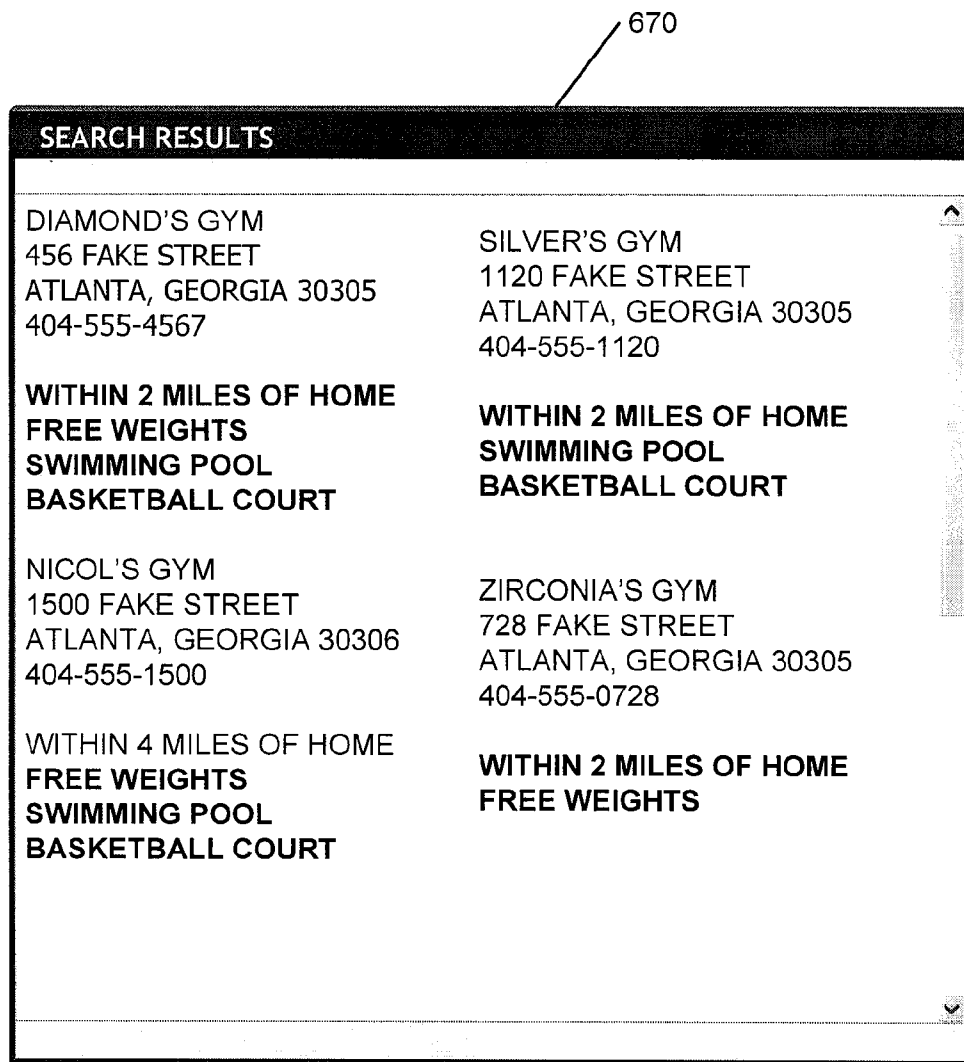 670
SEARCH RESULTS
DIAMOND'S GYM
456 FAKE STREET
ATLANTA, GEORGIA 30305
404-555-4567
WITHIN 2 MILES OF HOME
FREE WEIGHTS
SWIMMING POOL
BASKETBALL COURT
SILVER'S GYM
1120 FAKE STREET
ATLANTA, GEORGIA 30305
404-555-1120
WITHIN 2 MILES OF HOME
SWIMMING POOL
BASKETBALL COURT
NICOL'S GYM
1500 FAKE STREET
ATLANTA, GEORGIA 30306
404-555-1500
WITHIN 4 MILES OF HOME
FREE WEIGHTS
SWIMMING POOL
BASKETBALL COURT
ZIRCONIA'S GYM
728 FAKE STREET
ATLANTA, GEORGIA 30305
404-555-0728
WITHIN 2 MILES OF HOME
FREE WEIGHTS